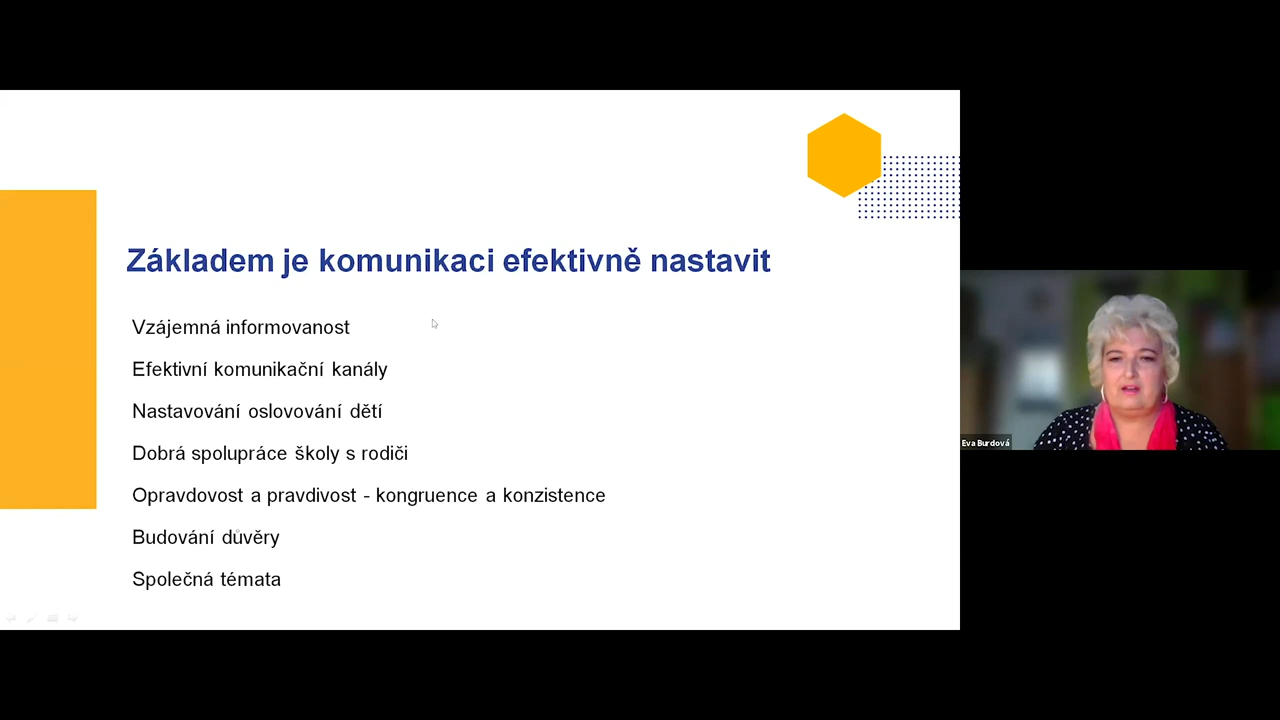 Základem je komunikaci efektivně nastavit
Vzájemná informovanost
Efektivní komunikační kanály
Nastavování oslovování dětí
Dobrá spolupráce školy s rodiči
Opravdovost a pravdivost - kongruence a konzistence
Budování důvěry
Společná témata
Eva Burdová